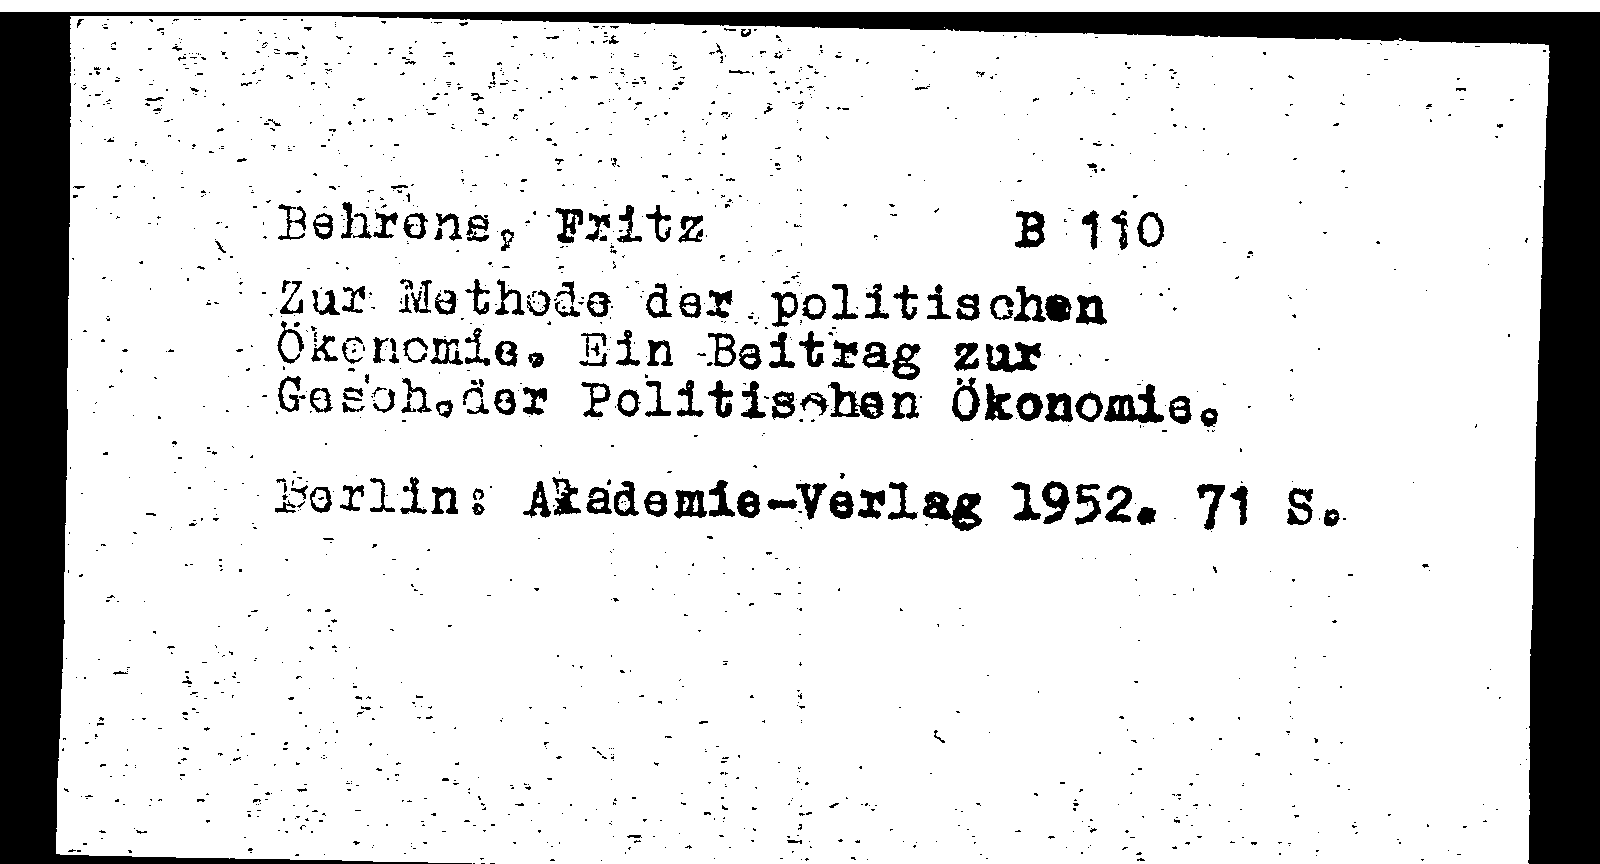 Behrens, Fritz B 110
Zur Methode der politischen
Ökonomie. Ein Beitrag zur
Gesch.der Politischen Ökonomie.
Berlin: Akademie-Verlag 1952. 71 S.